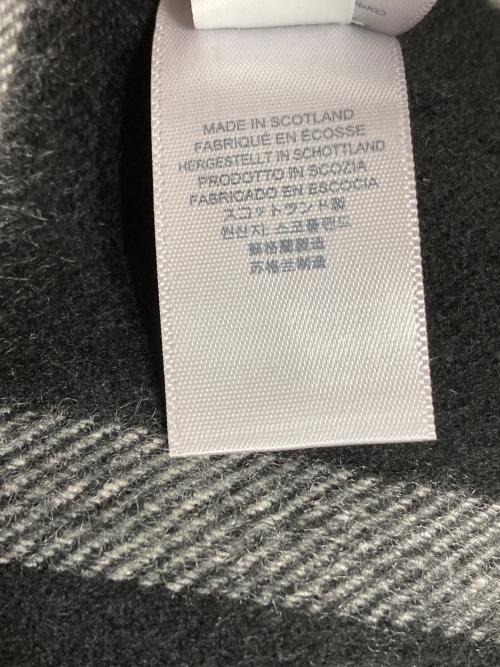 MADE IN SCOTLAND
FABRIQUÉ EN ÉCOSSE
HERGESTELLT IN SCHOTTLAND
PRODOTTO IN SCOZIA
FABRICADO EN ESCOCIA
スコットランド製
원산지: 스코틀랜드
蘇格蘭製造
苏格兰制造